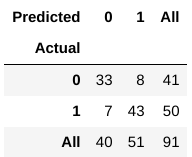 Predicted 0 1 All
Actual
0 33 8 41
1 7 43 50
All 40 51 91